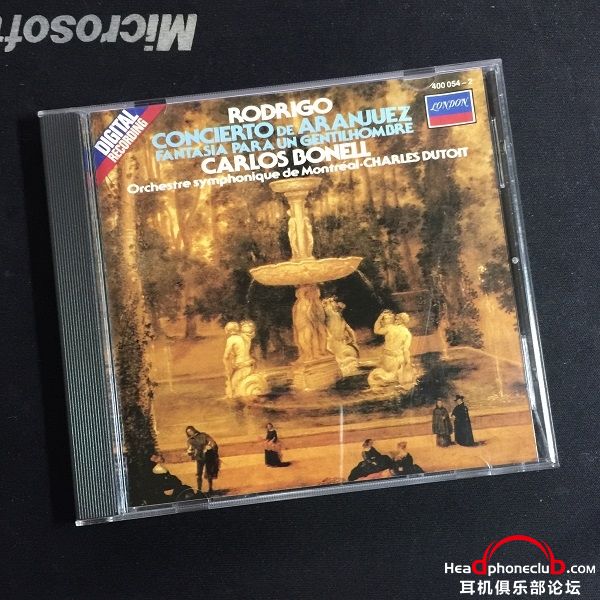 Microsoft
400 054-2
LONDON
DIGITAL
RECORDING
RODRIGO
CONCIERTO DE ARANJUEZ
FANTASIA PARA UN GENTILHOMBRE
CARLOS BONELL
Orchestre symphonique de Montréal·CHARLES DUTOIT
Headphoneclub.com
耳机俱乐部论坛